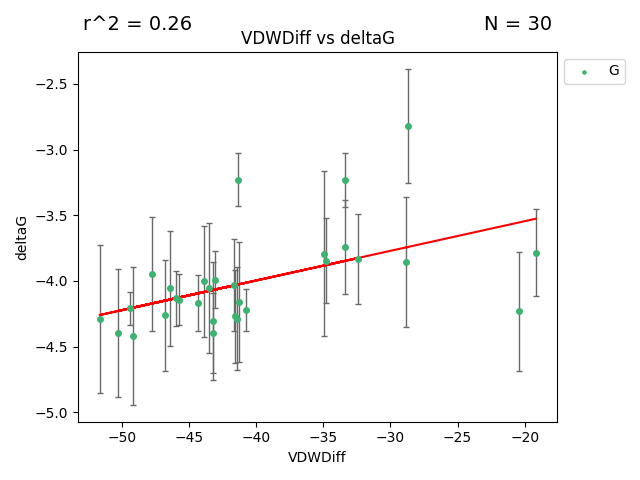 r^2 = 0.26
N = 30
VDWDiff vs deltaG
G
−2.5
−3.0
−3.5
−4.0
−4.5
−5.0
deltaG
−50
−45
−40
−35
−30
−25
−20
VDWDiff